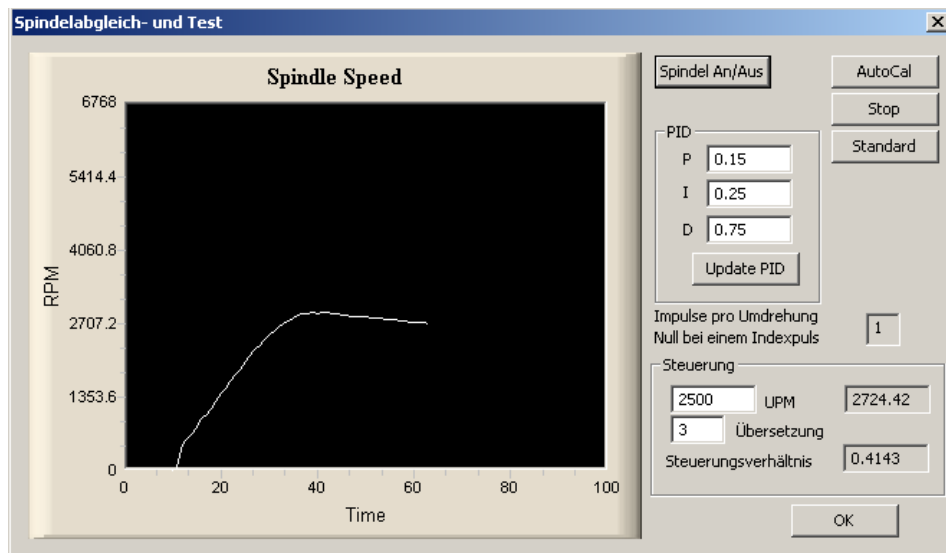 Spindelabgleich- und Test
Spindle Speed
6768
5414.4
4060.8
2707.2
1353.6
0
RPM
0 20 40 60 80 100
Time
Spindel An/Aus
AutoCal
Stop
Standard
PID
P 0.15
I 0.25
D 0.75
Update PID
Impulse pro Umdrehung
Null bei einem Indexpuls
1
Steuerung
2500 UPM 2724.42
3 Übersetzung
Steuerungsverhältnis 0.4143
OK